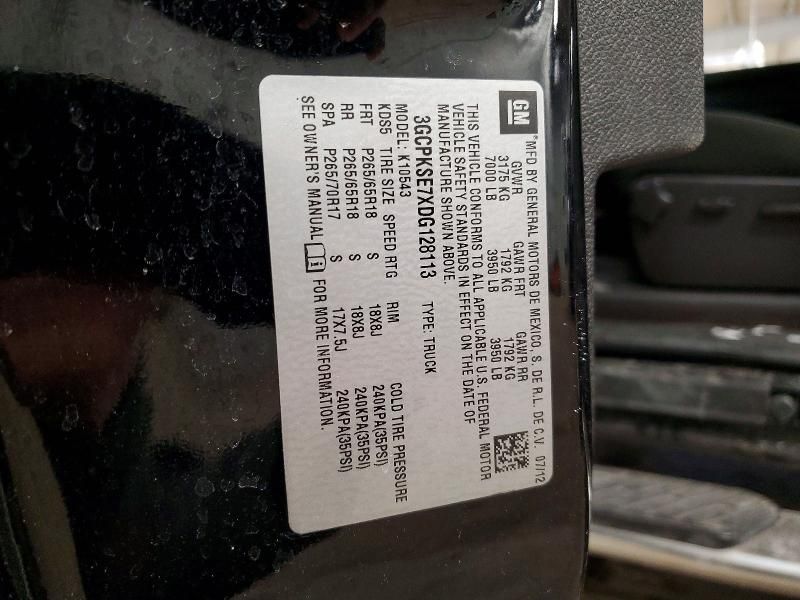 GM
®MFD BY GENERAL MOTORS DE MEXICO, S. DE R.L. DE C.V. 07/12
GVWR GAWR FRT GAWR RR
3175 KG 1792 KG 1792 KG
7000 LB 3950 LB 3950 LB
THIS VEHICLE CONFORMS TO ALL APPLICABLE U.S. FEDERAL MOTOR
VEHICLE SAFETY STANDARDS IN EFFECT ON THE DATE OF
MANUFACTURE SHOWN ABOVE.
3GCPKSE7XDG128113 TYPE: TRUCK
MODEL: K10543
KDS5 TIRE SIZE SPEED RTG RIM COLD TIRE PRESSURE
FRT P265/65R18 S 18X8J 240KPA(35PSI)
RR P265/65R18 S 18X8J 240KPA(35PSI)
SPA P265/70R17 S 17X7.5J 240KPA(35PSI)
SEE OWNER'S MANUAL i FOR MORE INFORMATION.